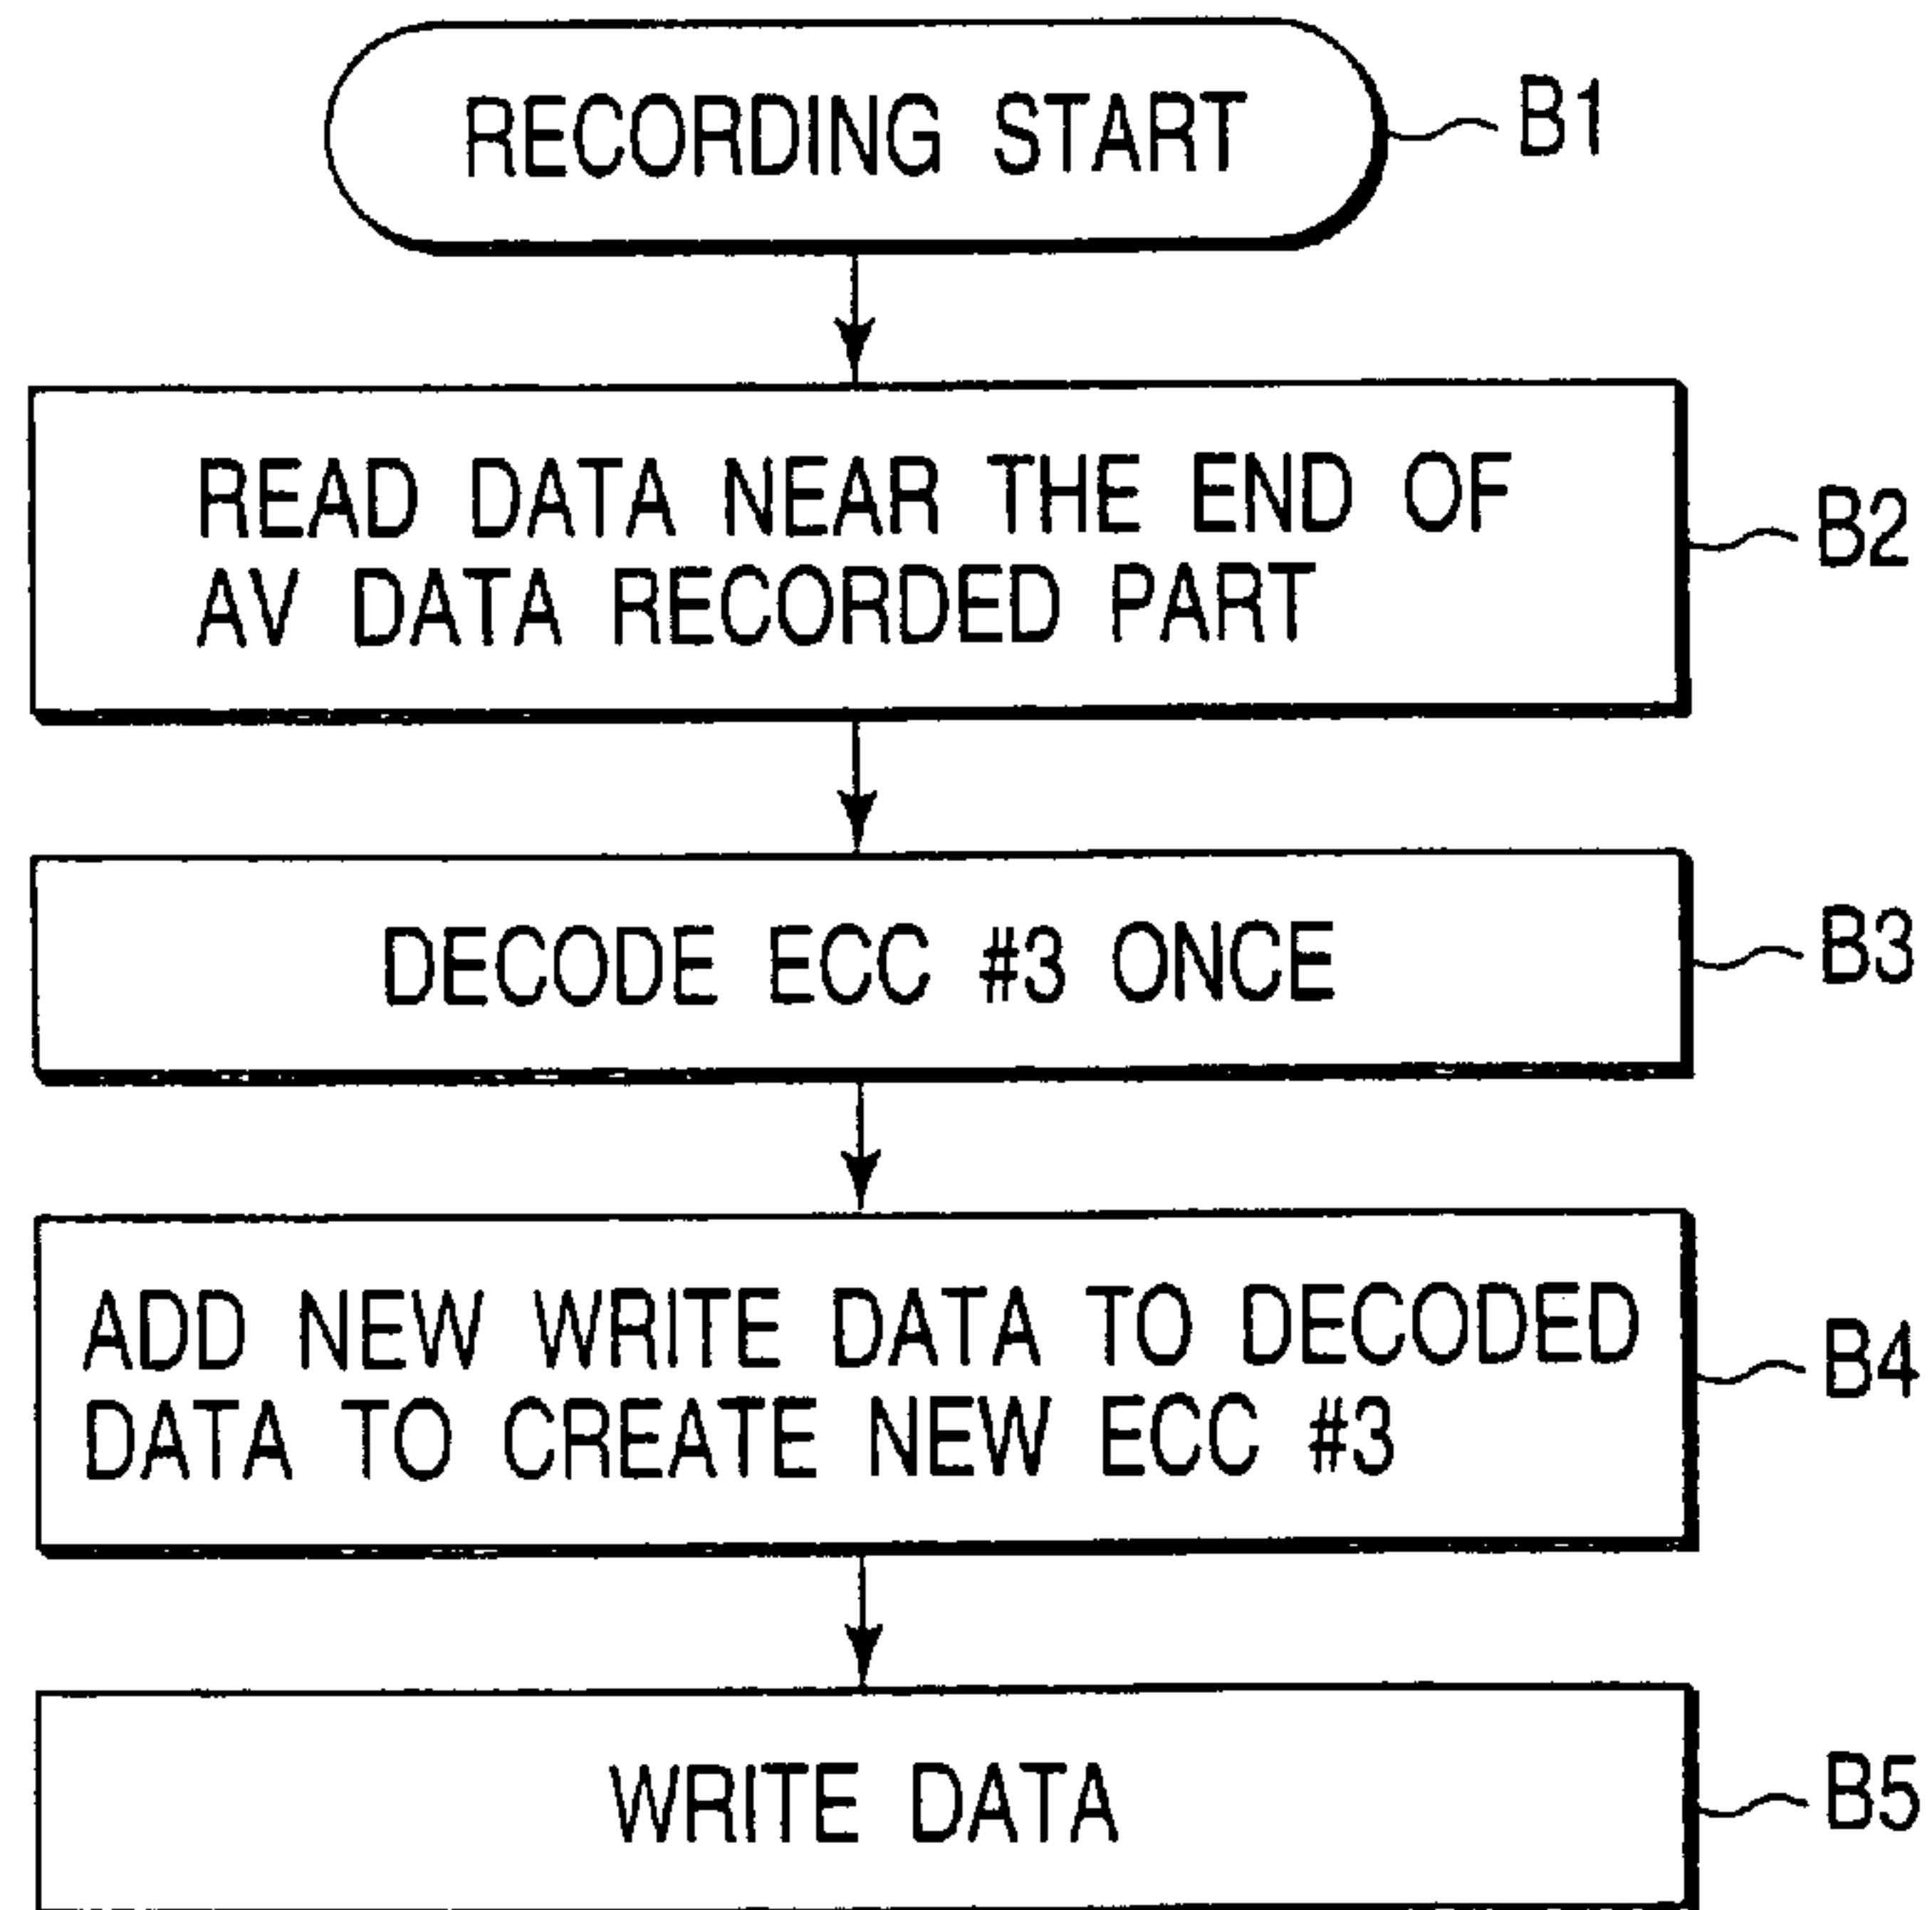 RECORDING START
B1
READ DATA NEAR THE END OF
AV DATA RECORDED PART
B2
DECODE ECC #3 ONCE
B3
ADD NEW WRITE DATA TO DECODED
DATA TO CREATE NEW ECC #3
B4
WRITE DATA
B5